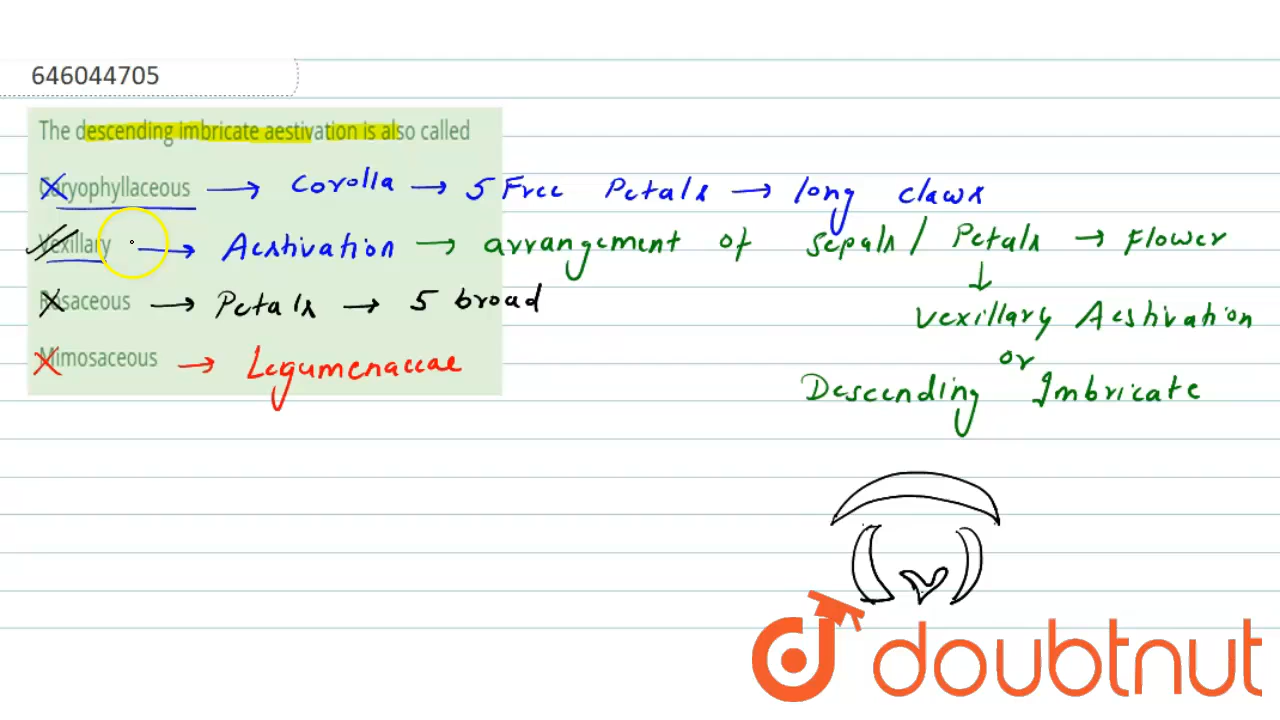 646044705
The descending imbricate aestivation is also called
Caryophyllaceous → Corolla → 5 Free Petals → long claws
Vexillary → Aestivation → arrangement of sepals / Petals → Flower
↓
Vexillary Aestivation
Rosaceous → Petals → 5 broad
or
Mimosaceous → Legumenaceae
Descending Imbricate
doubtnut